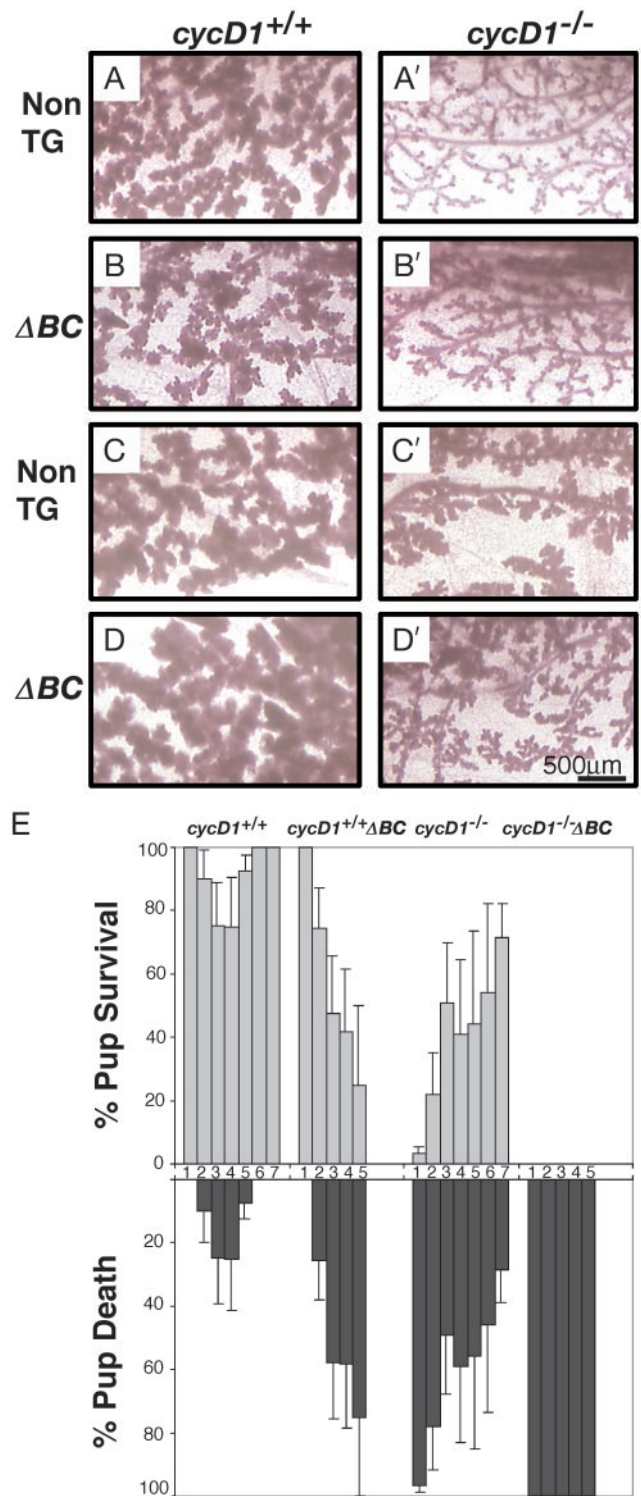 cycD1+/+ cycD1-/-
Non TG A A′
ΔBC B B′
Non TG C C′
ΔBC D D′
500µm
E
cycD1+/+ cycD1+/+ΔBC cycD1-/- cycD1-/-ΔBC
% Pup Survival
100
80
60
40
20
0
1 2 3 4 5 6 7 1 2 3 4 5 1 2 3 4 5 6 7 1 2 3 4 5
% Pup Death
20
40
60
80
100